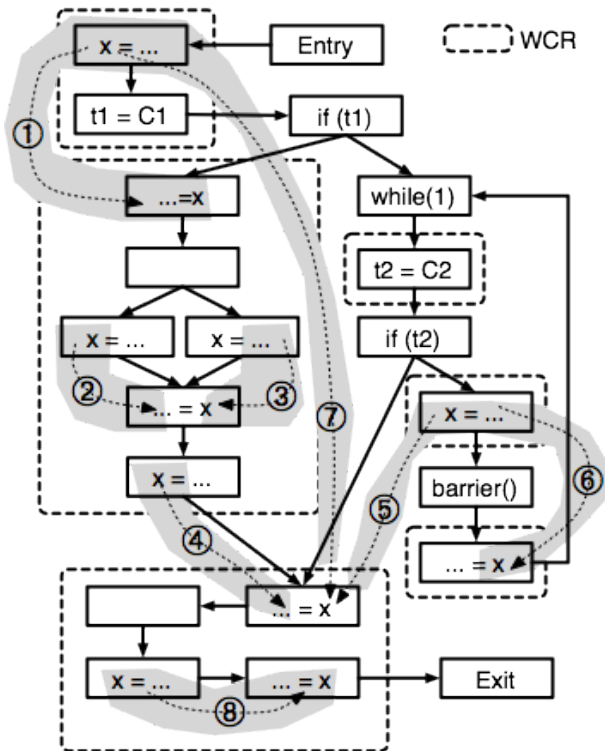 x = ...
Entry
WCR
t1 = C1
if (t1)
①
...=x
while(1)
t2 = C2
x = ...
x = ...
if (t2)
②
... = x
③
⑦
x = ...
⑥
x = ...
barrier()
④
⑤
... = x
... = x
x = ...
... = x
Exit
⑧